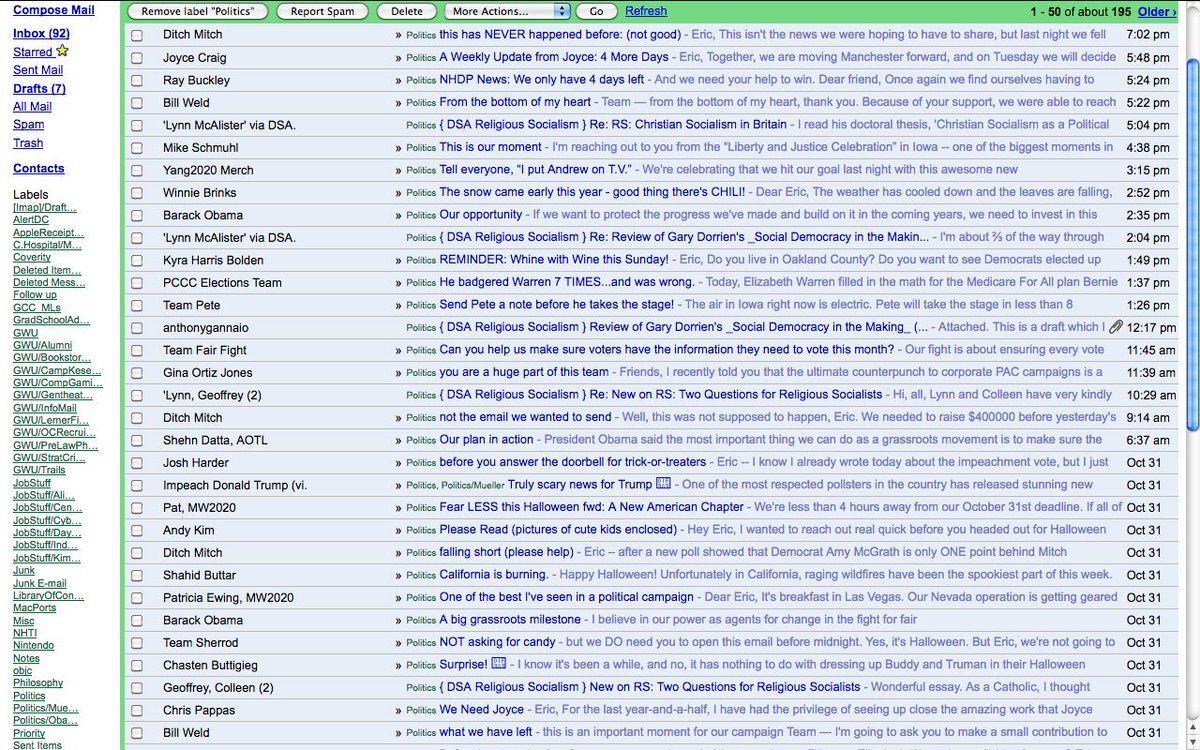 Compose Mail
Inbox (92)
Starred
Sent Mail
Drafts (7)
All Mail
Spam
Trash
Contacts
Labels
[Imap]/Draft...
AlertDC
AppleReceipt...
C.Hospital/M...
Coverity
Deleted Item...
Deleted Mess...
Follow up
GCC_MLs
GradSchoolAd...
GWU
GWU/Alumni
GWU/Bookstor...
GWU/CampKese...
GWU/CompGami...
GWU/Gentheat...
GWU/InfoMail
GWU/LernerFi...
GWU/OCRecrui...
GWU/PreLawPh...
GWU/StratCri...
GWU/Trails
JobStuff
JobStuff/Ali...
JobStuff/Cen...
JobStuff/Cyb...
JobStuff/Day...
JobStuff/Ind...
JobStuff/Kim...
Junk
Junk E-mail
LibraryOfCon...
MacPorts
Misc
NHTI
Nintendo
Notes
objc
Philosophy
Politics
Politics/Mue...
Politics/Oba...
Priority
Sent Items
Remove label "Politics" Report Spam Delete More Actions... Go Refresh 1 - 50 of about 195 Older ›
Ditch Mitch » Politics this has NEVER happened before: (not good) - Eric, This isn't the news we were hoping to have to share, but last night we fell 7:02 pm
Joyce Craig » Politics A Weekly Update from Joyce: 4 More Days - Eric, Together, we are moving Manchester forward, and on Tuesday we will decide 5:48 pm
Ray Buckley » Politics NHDP News: We only have 4 days left - And we need your help to win. Dear friend, Once again we find ourselves having to 5:24 pm
Bill Weld » Politics From the bottom of my heart - Team — from the bottom of my heart, thank you. Because of your support, we were able to reach 5:22 pm
'Lynn McAlister' via DSA. Politics { DSA Religious Socialism } Re: RS: Christian Socialism in Britain - I read his doctoral thesis, 'Christian Socialism as a Political 5:04 pm
Mike Schmuhl » Politics This is our moment - I'm reaching out to you from the “Liberty and Justice Celebration” in Iowa -- one of the biggest moments in 4:38 pm
Yang2020 Merch » Politics Tell everyone, “I put Andrew on T.V.” - We're celebrating that we hit our goal last night with this awesome new 3:15 pm
Winnie Brinks » Politics The snow came early this year - good thing there's CHILI! - Dear Eric, The weather has cooled down and the leaves are falling, 2:52 pm
Barack Obama » Politics Our opportunity - If we want to protect the progress we've made and build on it in the coming years, we need to invest in this 2:35 pm
'Lynn McAlister' via DSA. Politics { DSA Religious Socialism } Re: Review of Gary Dorrien's _Social Democracy in the Makin... - I'm about ⅔ of the way through 2:04 pm
Kyra Harris Bolden » Politics REMINDER: Whine with Wine this Sunday! - Eric, Do you live in Oakland County? Do you want to see Democrats elected up 1:49 pm
PCCC Elections Team » Politics He badgered Warren 7 TIMES...and was wrong. - Today, Elizabeth Warren filled in the math for the Medicare For All plan Bernie 1:37 pm
Team Pete » Politics Send Pete a note before he takes the stage! - The air in Iowa right now is electric. Pete will take the stage in less than 8 1:26 pm
anthonygannaio Politics { DSA Religious Socialism } Review of Gary Dorrien's _Social Democracy in the Making_ (... - Attached. This is a draft which I 12:17 pm
Team Fair Fight » Politics Can you help us make sure voters have the information they need to vote this month? - Our fight is about ensuring every vote 11:45 am
Gina Ortiz Jones » Politics you are a huge part of this team - Friends, I recently told you that the ultimate counterpunch to corporate PAC campaigns is a 11:39 am
'Lynn, Geoffrey (2) Politics { DSA Religious Socialism } Re: New on RS: Two Questions for Religious Socialists - Hi, all, Lynn and Colleen have very kindly 10:29 am
Ditch Mitch » Politics not the email we wanted to send - Well, this was not supposed to happen, Eric. We needed to raise $400000 before yesterday's 9:14 am
Shehn Datta, AOTL » Politics Our plan in action - President Obama said the most important thing we can do as a grassroots movement is to make sure the 6:37 am
Josh Harder » Politics before you answer the doorbell for trick-or-treaters - Eric -- I know I already wrote today about the impeachment vote, but I just Oct 31
Impeach Donald Trump (vi. » Politics, Politics/Mueller Truly scary news for Trump - One of the most respected pollsters in the country has released stunning new Oct 31
Pat, MW2020 » Politics Fear LESS this Halloween fwd: A New American Chapter - We're less than 4 hours away from our October 31st deadline. If all of Oct 31
Andy Kim » Politics Please Read (pictures of cute kids enclosed) - Hey Eric, I wanted to reach out real quick before you headed out for Halloween Oct 31
Ditch Mitch » Politics falling short (please help) - Eric – after a new poll showed that Democrat Amy McGrath is only ONE point behind Mitch Oct 31
Shahid Buttar » Politics California is burning. - Happy Halloween! Unfortunately in California, raging wildfires have been the spookiest part of this week. Oct 31
Patricia Ewing, MW2020 » Politics One of the best I've seen in a political campaign - Dear Eric, It's breakfast in Las Vegas. Our Nevada operation is getting geared Oct 31
Barack Obama » Politics A big grassroots milestone - I believe in our power as agents for change in the fight for fair Oct 31
Team Sherrod » Politics NOT asking for candy - but we DO need you to open this email before midnight. Yes, it's Halloween. But Eric, we're not going to Oct 31
Chasten Buttigieg » Politics Surprise! - I know it's been a while, and no, it has nothing to do with dressing up Buddy and Truman in their Halloween Oct 31
Geoffrey, Colleen (2) Politics { DSA Religious Socialism } New on RS: Two Questions for Religious Socialists - Wonderful essay. As a Catholic, I thought Oct 31
Chris Pappas » Politics We Need Joyce - Eric, For the last year-and-a-half, I have had the privilege of seeing up close the amazing work that Joyce Oct 31
Bill Weld » Politics what we have left - this is an important moment for our campaign Team — I'm going to ask you to make a small contribution to Oct 31